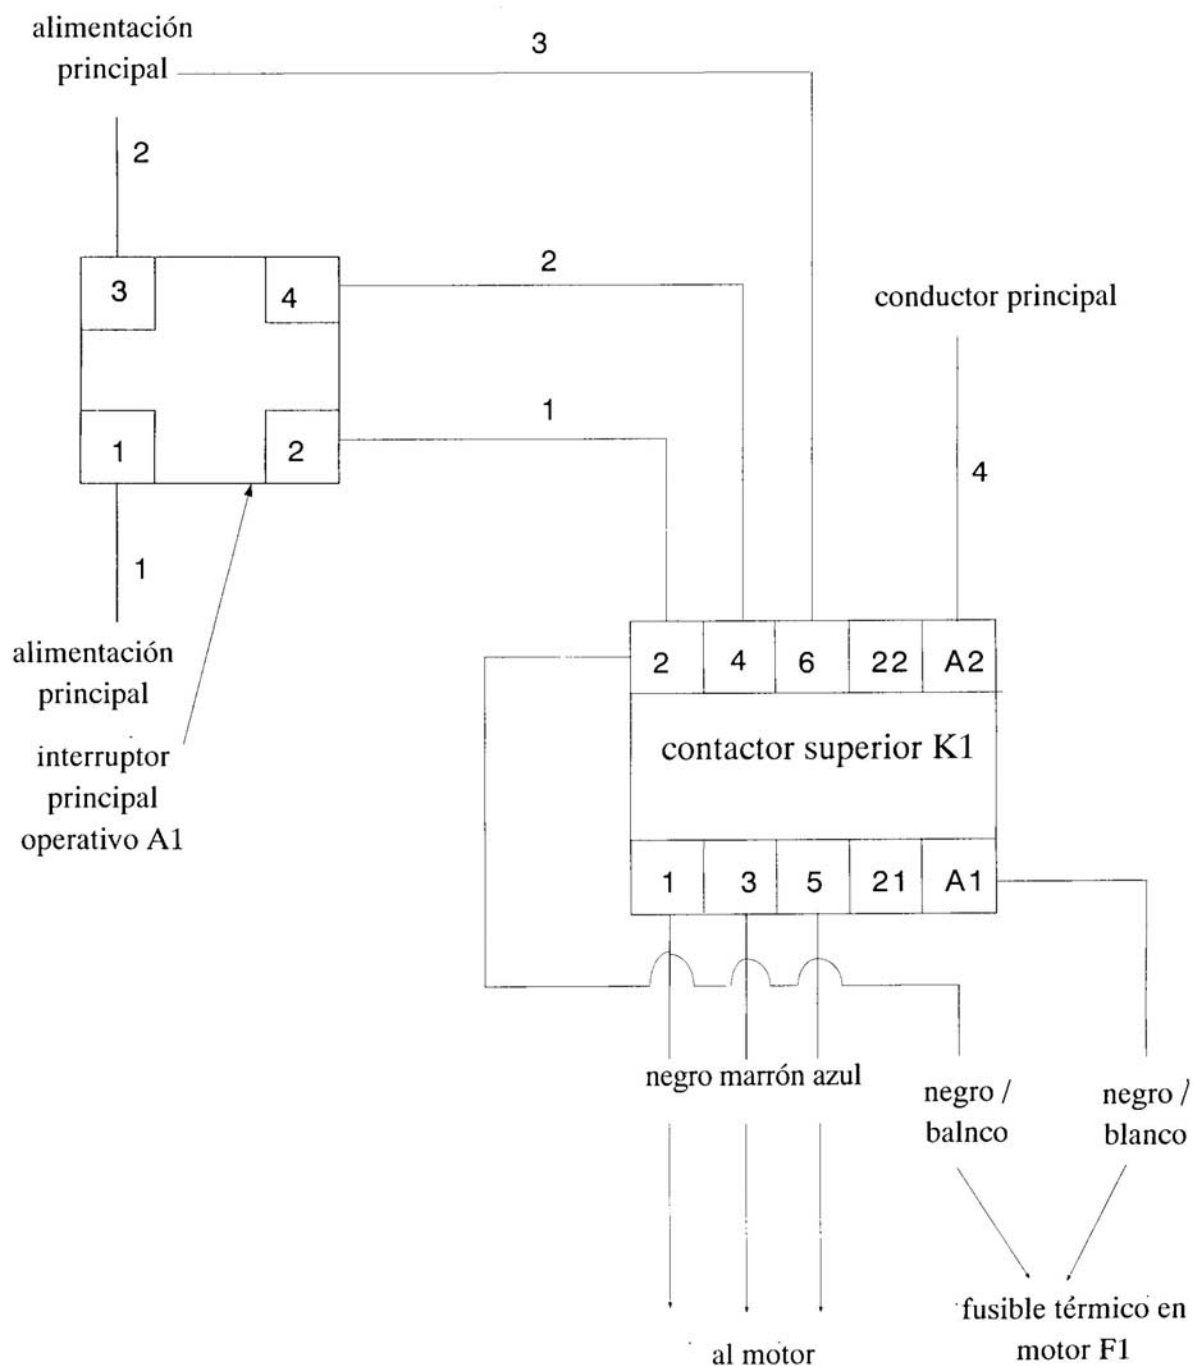 alimentación
principal
3
2
3
4
2
conductor principal
1
2
1
4
1
alimentación
principal
interruptor
principal
operativo A1
2 4 6 22 A2
contactor superior K1
1 3 5 21 A1
negro marrón azul
negro /
balnco
negro /
blanco
fusible térmico en
motor F1
al motor